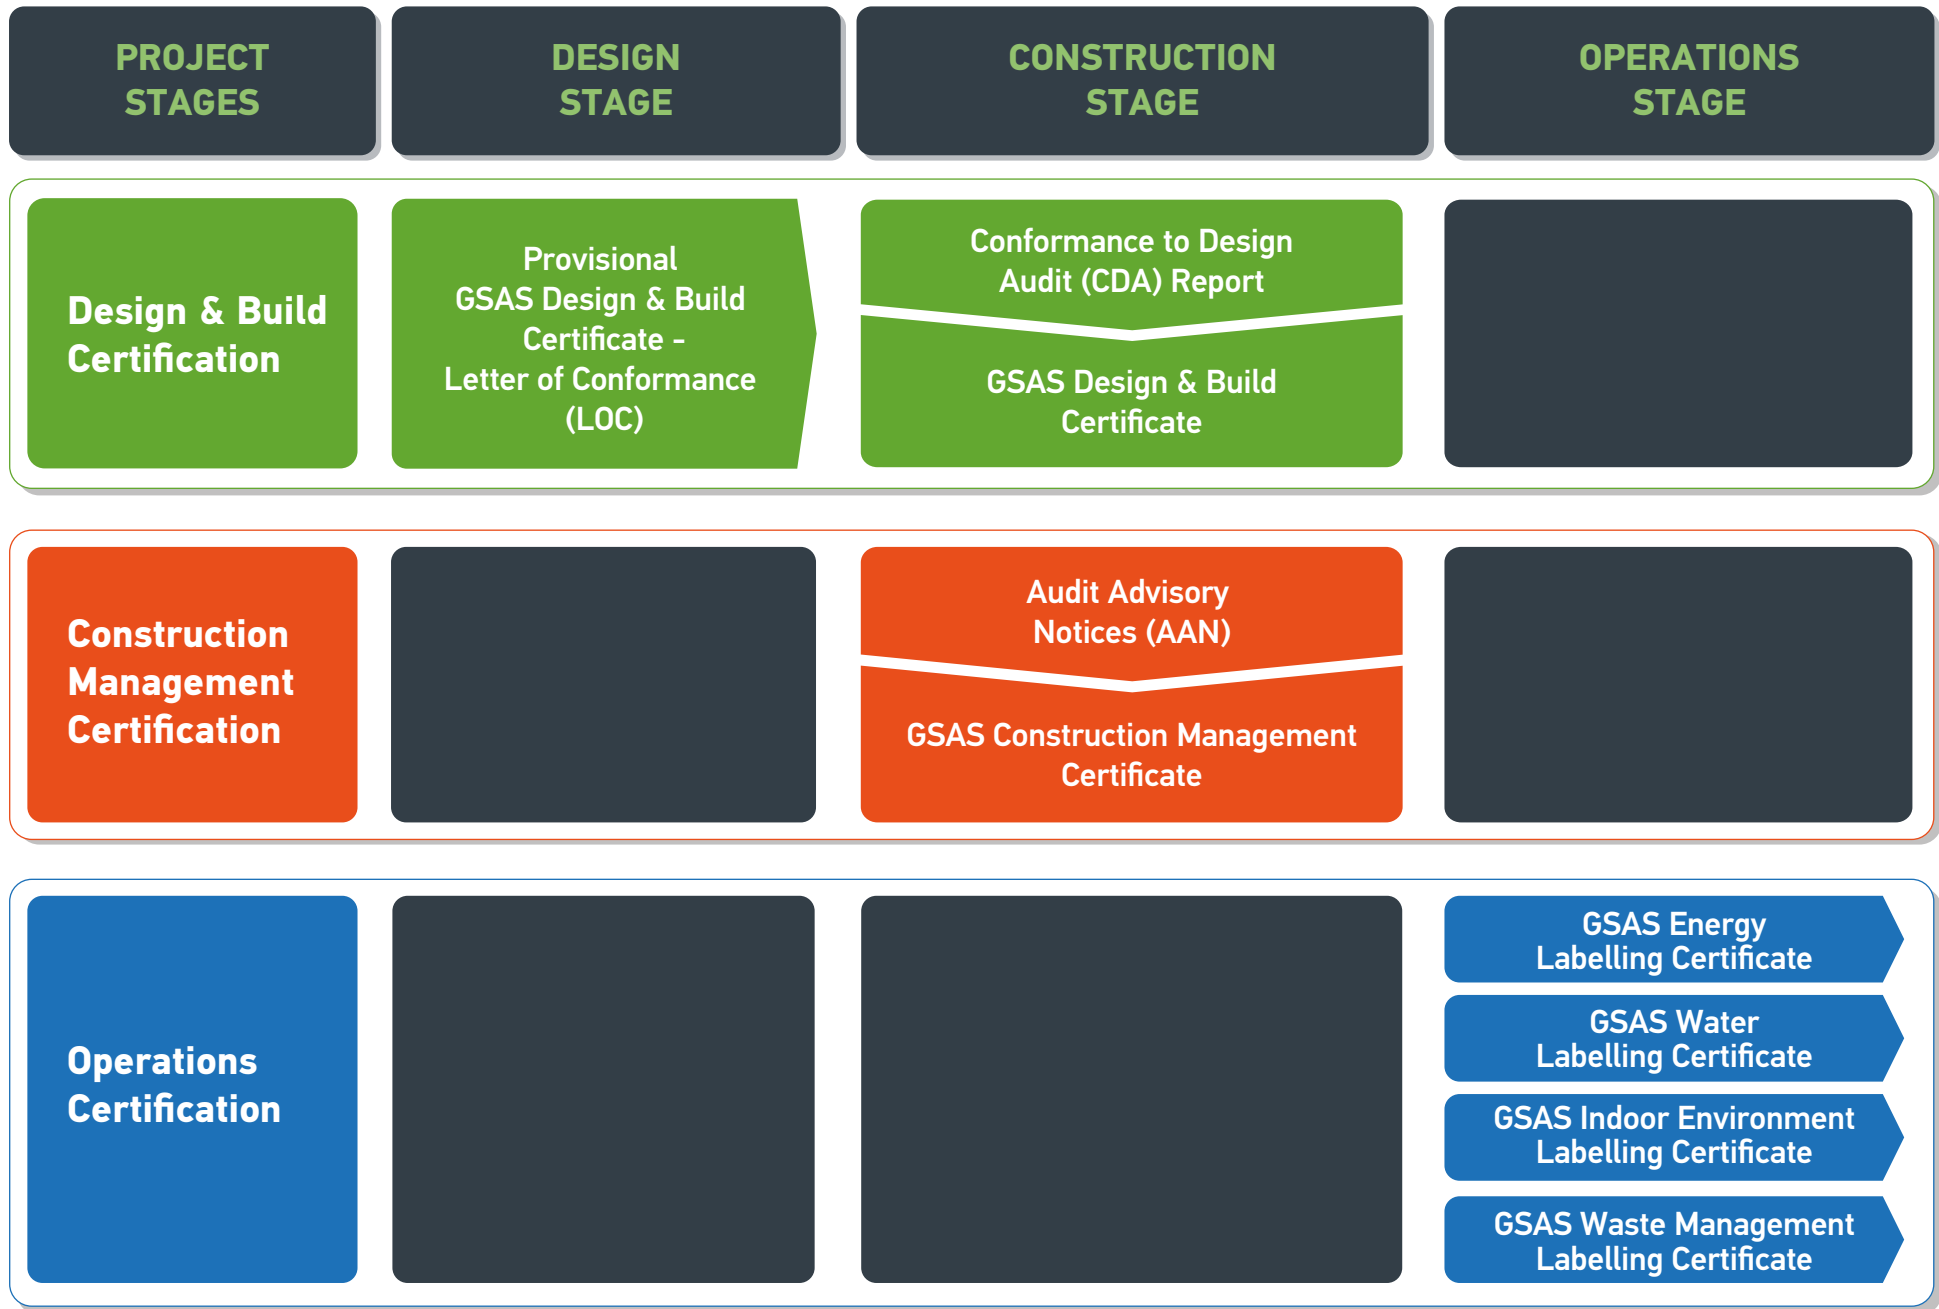 PROJECT
STAGES
DESIGN
STAGE
CONSTRUCTION
STAGE
OPERATIONS
STAGE
Design & Build
Certification
Provisional
GSAS Design & Build
Certificate -
Letter of Conformance
(LOC)
Conformance to Design
Audit (CDA) Report
GSAS Design & Build
Certificate
Construction
Management
Certification
Audit Advisory
Notices (AAN)
GSAS Construction Management
Certificate
Operations
Certification
GSAS Energy
Labelling Certificate
GSAS Water
Labelling Certificate
GSAS Indoor Environment
Labelling Certificate
GSAS Waste Management
Labelling Certificate